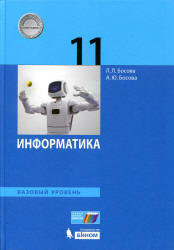 11
Л.Л. Босова
А.Ю. Босова
ИНФОРМАТИКА
БАЗОВЫЙ УРОВЕНЬ
БИНОМ